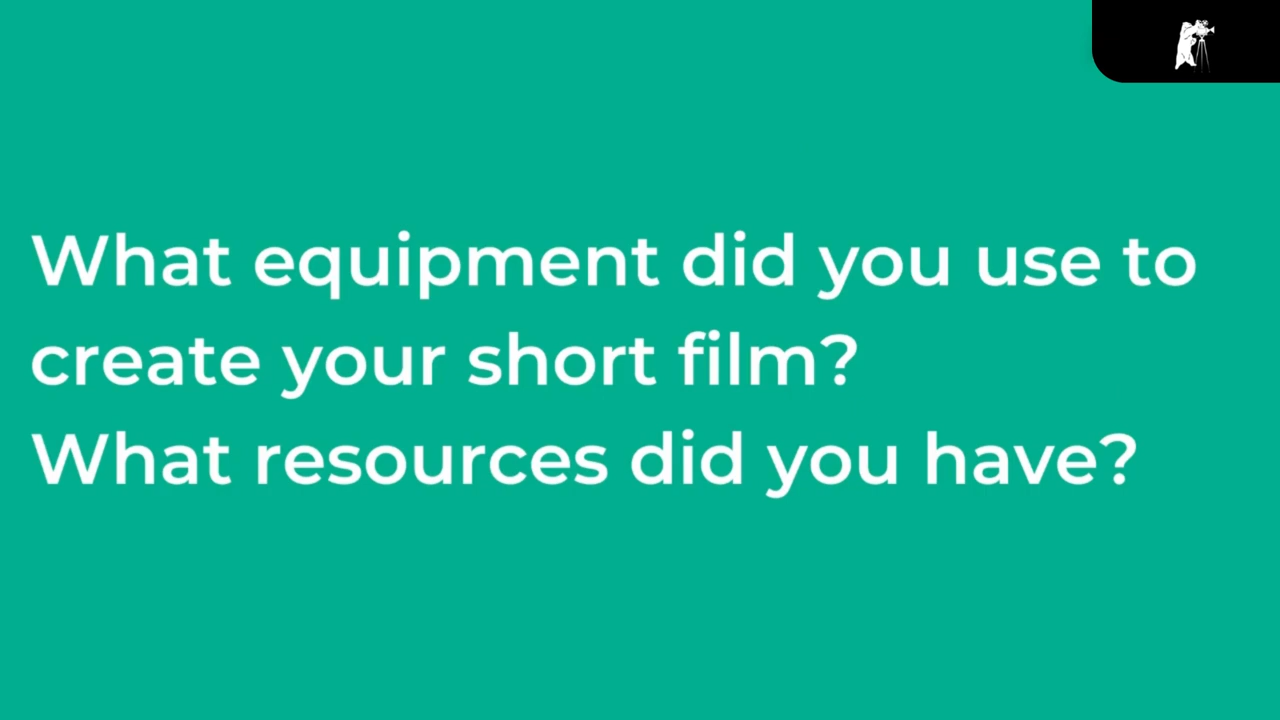 What equipment did you use to
create your short film?
What resources did you have?